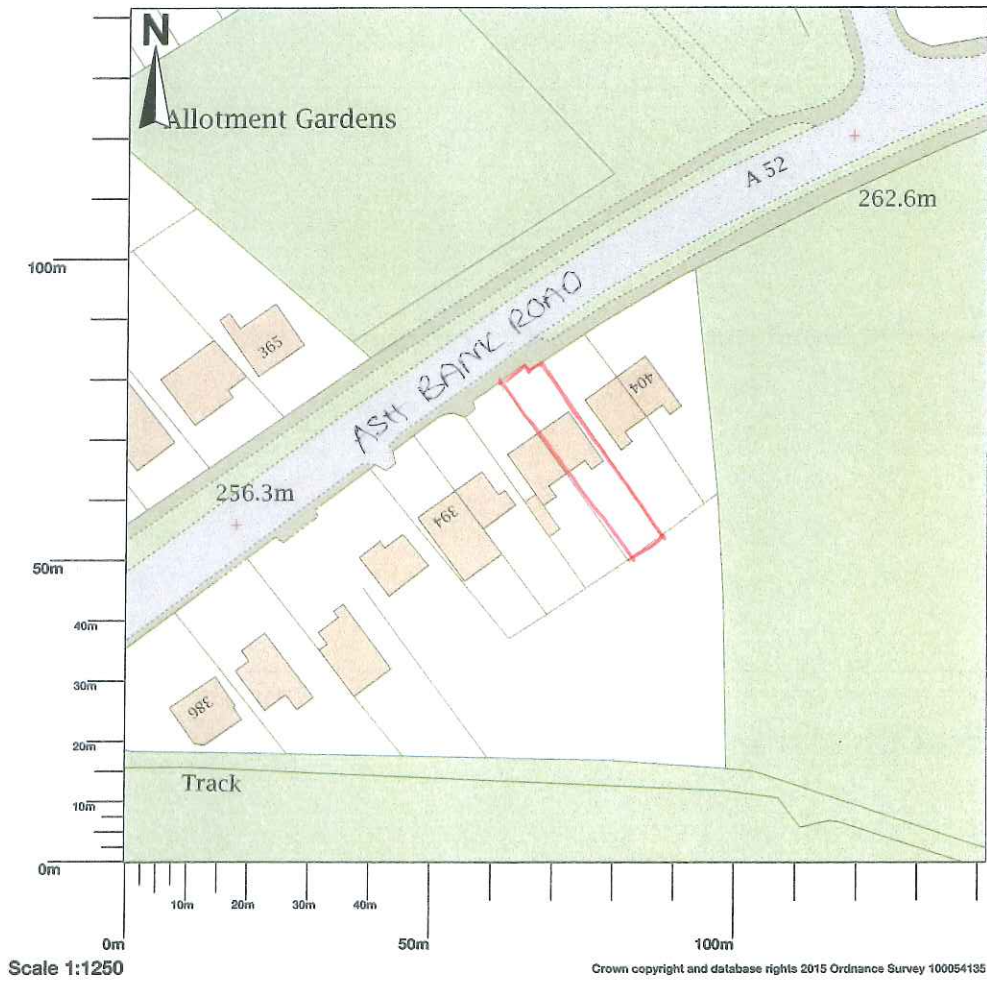 N
Allotment Gardens
A 52
262.6m
100m
ASH BANK ROAD
365
404
256.3m
394
50m
40m
30m
386
20m
Track
10m
0m
10m
20m
30m
40m
0m
50m
100m
Scale 1:1250
Crown copyright and database rights 2015 Ordnance Survey 100054135